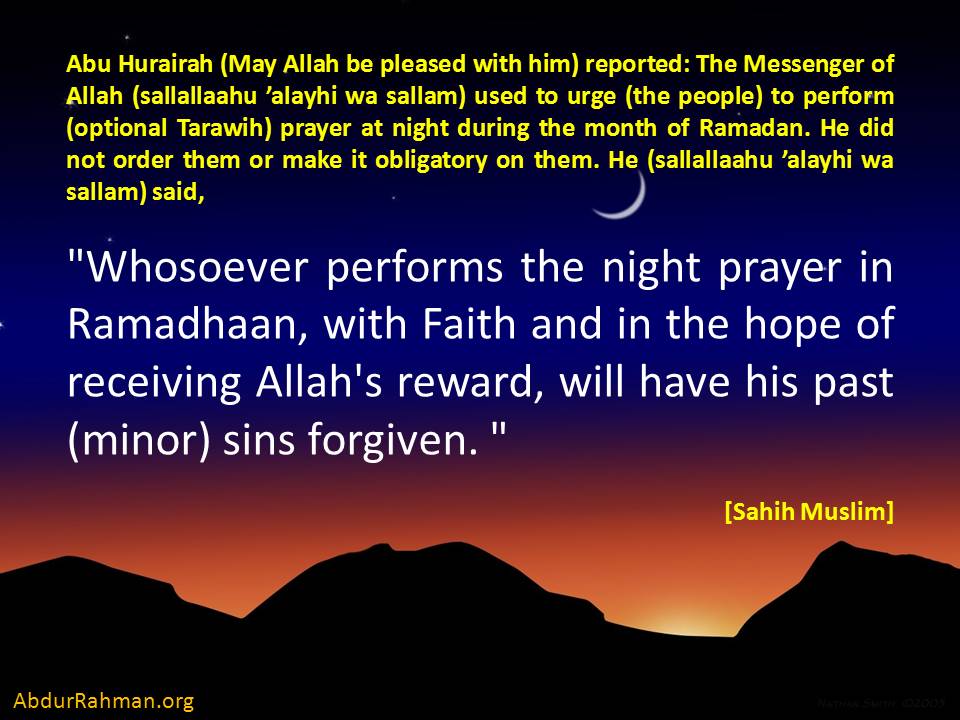 Abu Hurairah (May Allah be pleased with him) reported: The Messenger of
Allah (sallallaahu ’alayhi wa sallam) used to urge (the people) to perform
(optional Tarawih) prayer at night during the month of Ramadan. He did
not order them or make it obligatory on them. He (sallallaahu ’alayhi wa
sallam) said,
"Whosoever performs the night prayer in
Ramadhaan, with Faith and in the hope of
receiving Allah's reward, will have his past
(minor) sins forgiven. "
[Sahih Muslim]
AbdurRahman.org
Nathan Smith ©2005